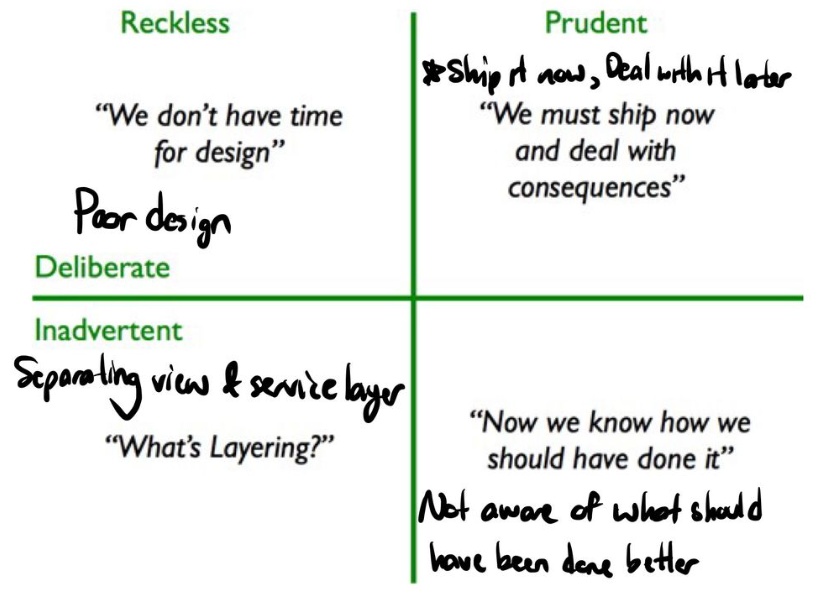 Reckless
Prudent
*Ship it now, Deal with it later
“We don’t have time
for design”
“We must ship now
and deal with
consequences”
Poor design
Deliberate
Inadvertent
Separating view & service layer
“What’s Layering?”
“Now we know how we
should have done it”
Not aware of what should
have been done better